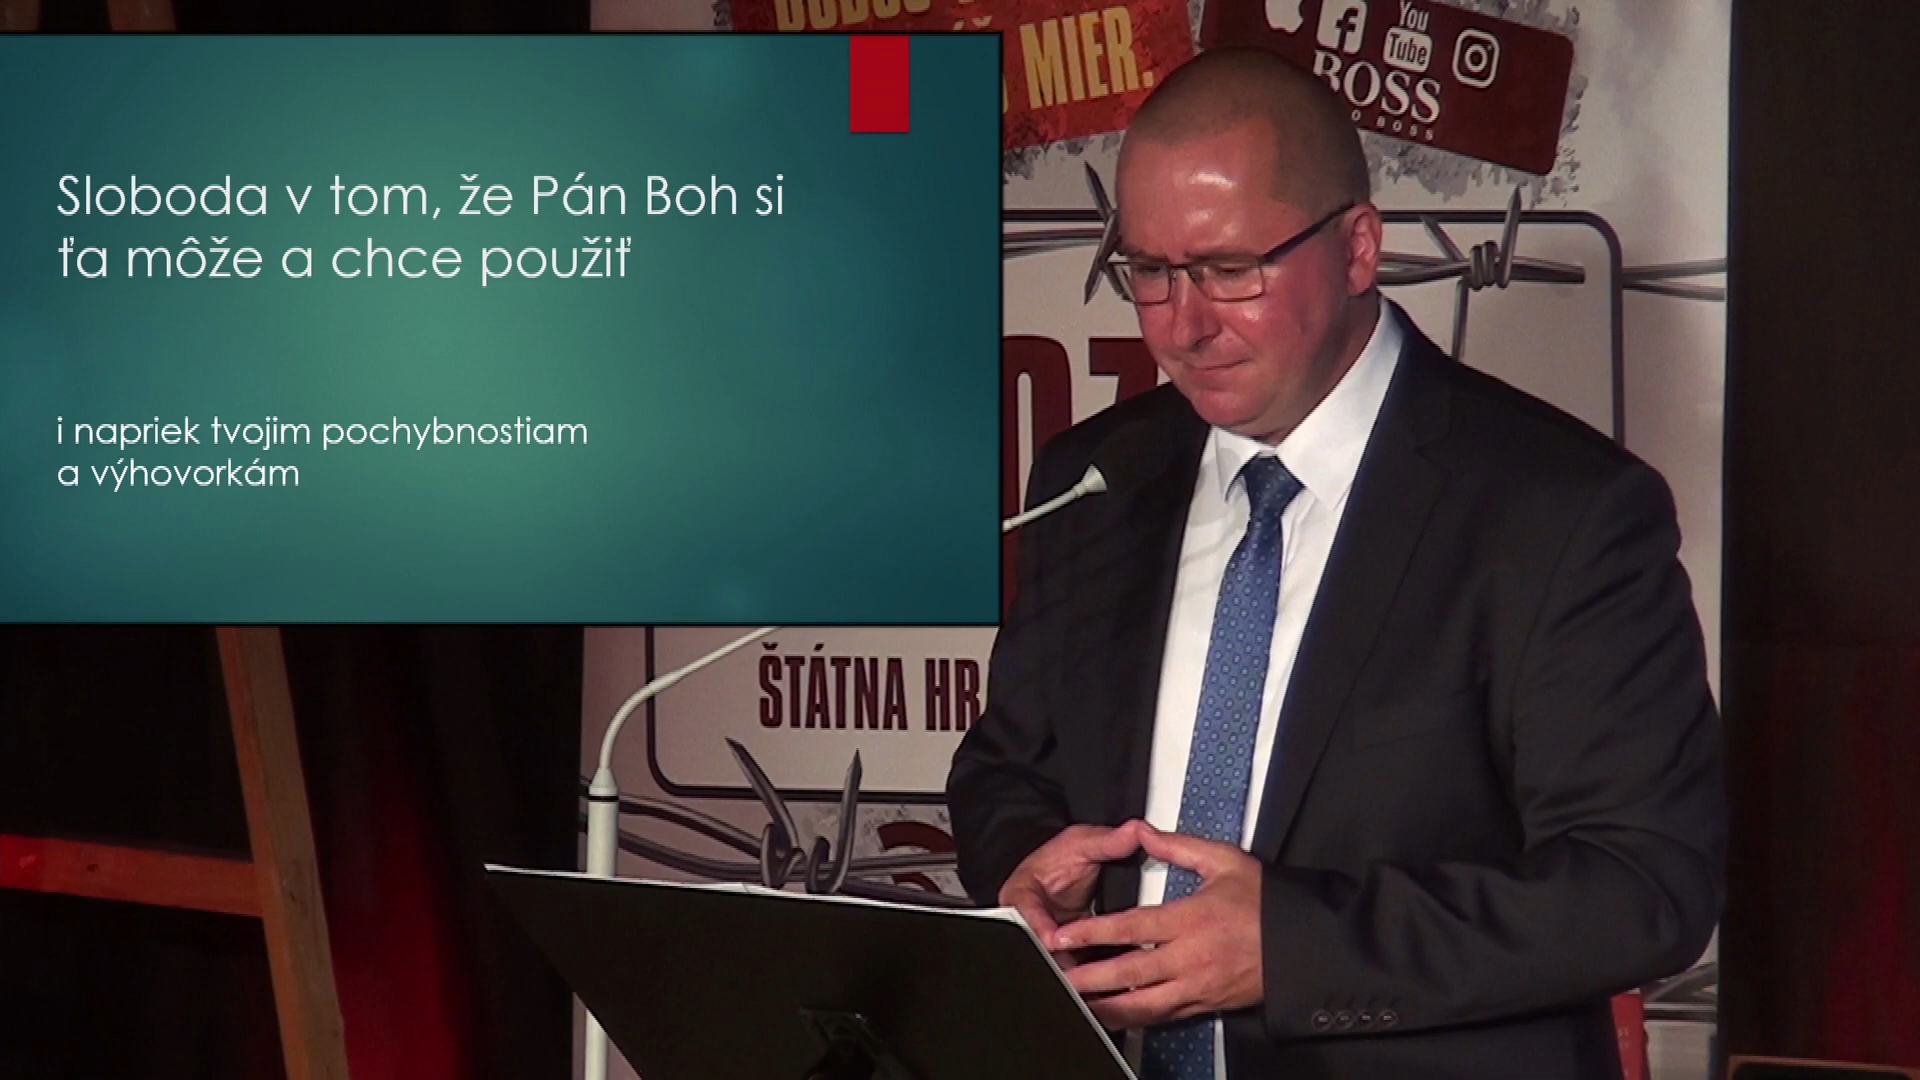 Sloboda v tom, že Pán Boh si
ťa môže a chce použiť
i napriek tvojim pochybnostiam
a výhovorkám
MIER.
You
Tube
BOSS
ŠTÁTNA